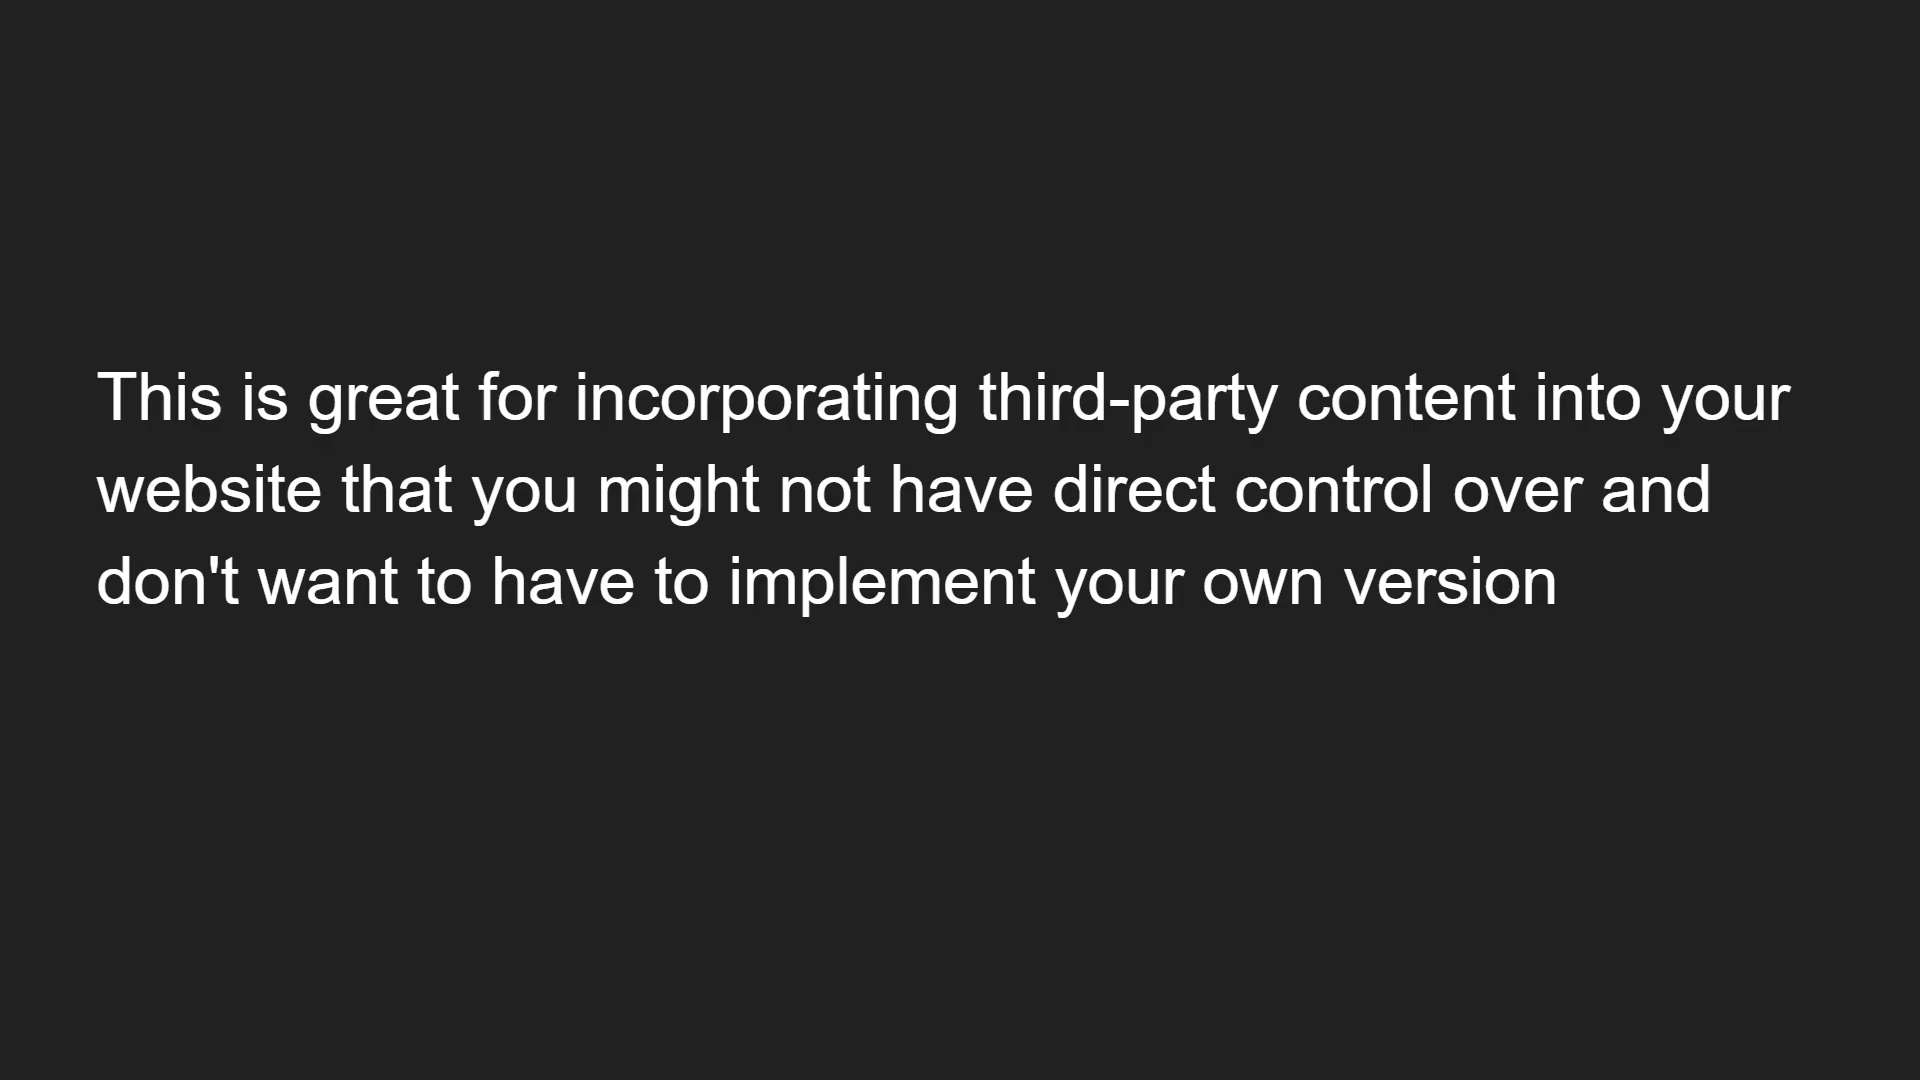 This is great for incorporating third-party content into your
website that you might not have direct control over and
don't want to have to implement your own version